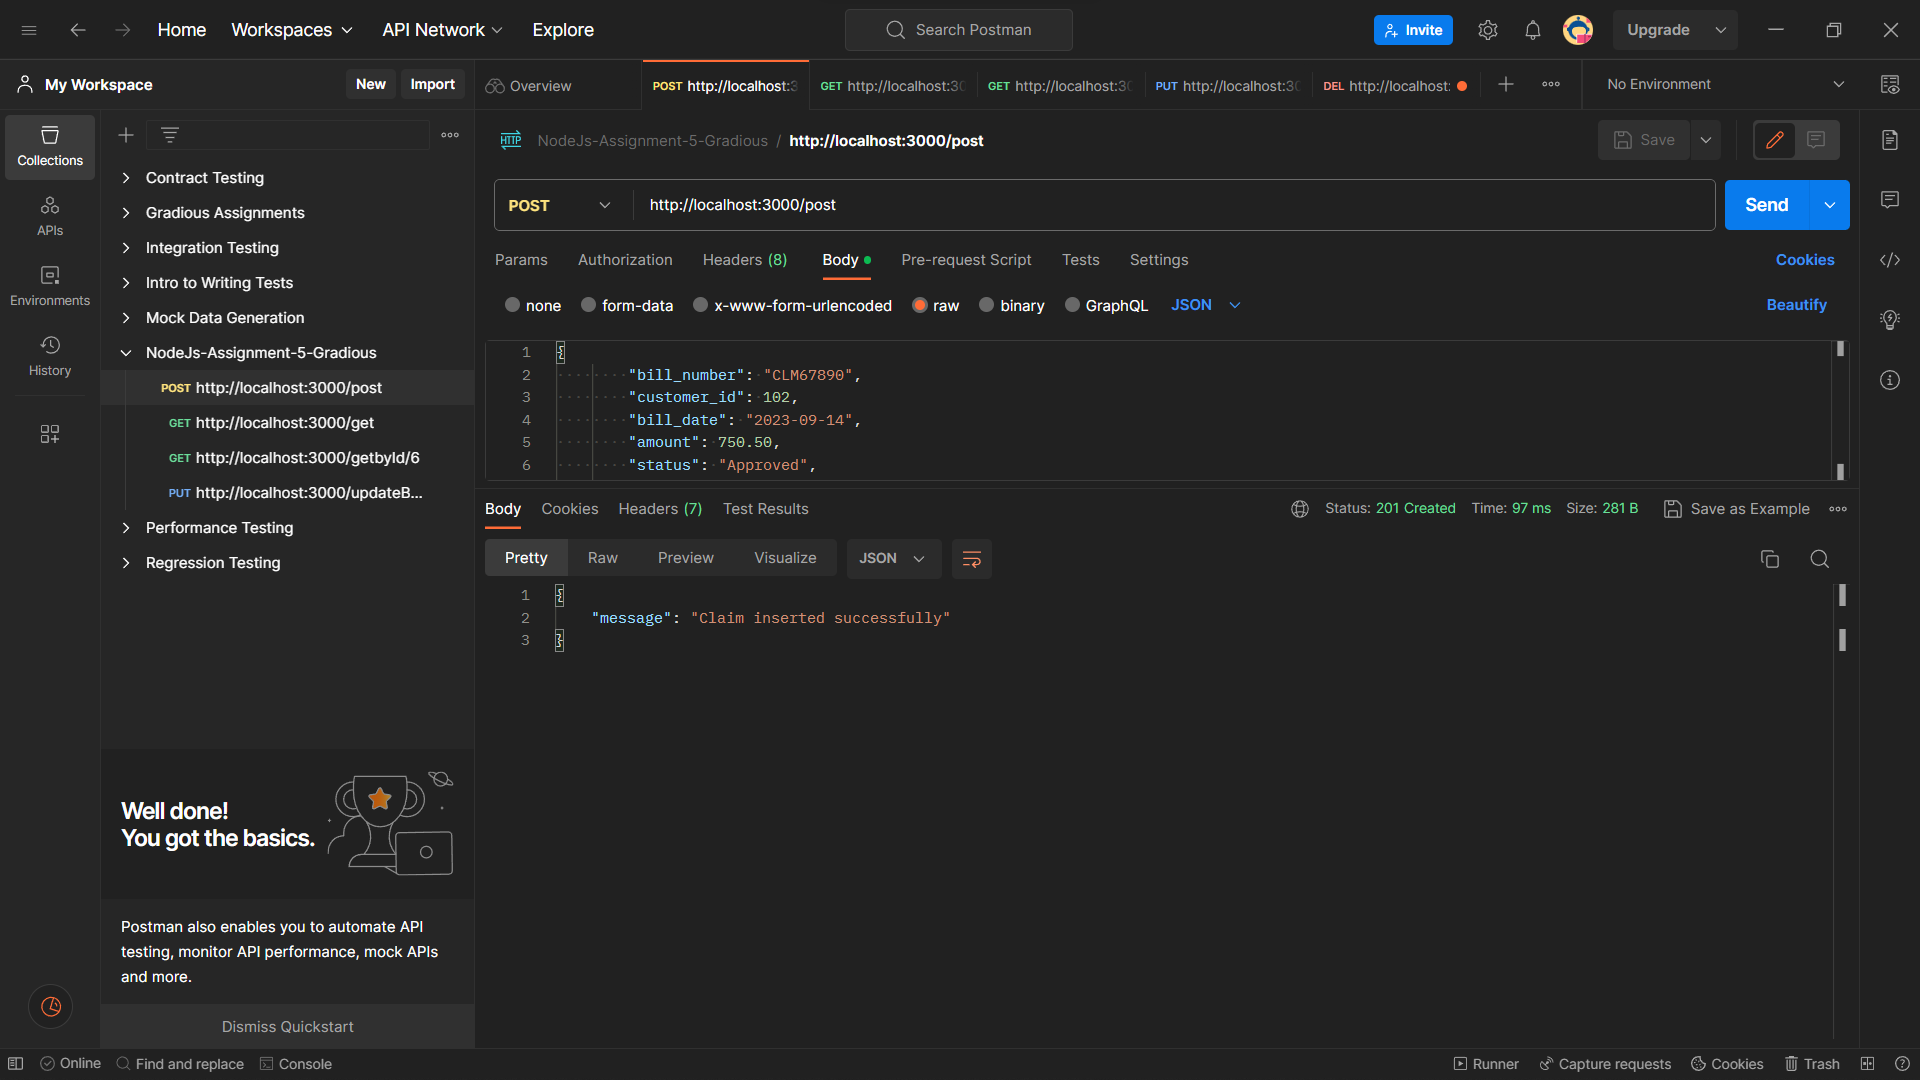 Home Workspaces API Network Explore Search Postman Invite Upgrade
My Workspace New Import Overview POST http://localhost:3 GET http://localhost:30 GET http://localhost:30 PUT http://localhost:30 DEL http://localhost: No Environment
Collections
APIs
Environments
History
Contract Testing
Gradious Assignments
Integration Testing
Intro to Writing Tests
Mock Data Generation
NodeJs-Assignment-5-Gradious
POST http://localhost:3000/post
GET http://localhost:3000/get
GET http://localhost:3000/getbyId/6
PUT http://localhost:3000/updateB...
Performance Testing
Regression Testing
Well done!
You got the basics.
Postman also enables you to automate API
testing, monitor API performance, mock APIs
and more.
Dismiss Quickstart
HTTP NodeJs-Assignment-5-Gradious / http://localhost:3000/post Save
POST http://localhost:3000/post Send
Params Authorization Headers (8) Body Pre-request Script Tests Settings Cookies
none form-data x-www-form-urlencoded raw binary GraphQL JSON Beautify
1 {
2 "bill_number": "CLM67890",
3 "customer_id": 102,
4 "bill_date": "2023-09-14",
5 "amount": 750.50,
6 "status": "Approved",
Body Cookies Headers (7) Test Results Status: 201 Created Time: 97 ms Size: 281 B Save as Example
Pretty Raw Preview Visualize JSON
1 {
2 "message": "Claim inserted successfully"
3 }
Online Find and replace Console Runner Capture requests Cookies Trash